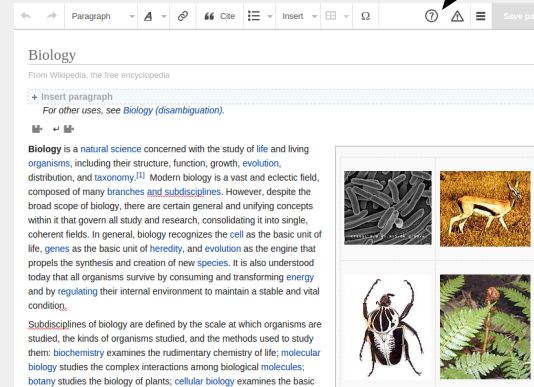 Paragraph A Cite Insert Ω ? Save pa
Biology
From Wikipedia, the free encyclopedia
+ Insert paragraph
For other uses, see Biology (disambiguation).
Biology is a natural science concerned with the study of life and living
organisms, including their structure, function, growth, evolution,
distribution, and taxonomy.[1] Modern biology is a vast and eclectic field,
composed of many branches and subdisciplines. However, despite the
broad scope of biology, there are certain general and unifying concepts
within it that govern all study and research, consolidating it into single,
coherent fields. In general, biology recognizes the cell as the basic unit of
life, genes as the basic unit of heredity, and evolution as the engine that
propels the synthesis and creation of new species. It is also understood
today that all organisms survive by consuming and transforming energy
and by regulating their internal environment to maintain a stable and vital
condition.
Subdisciplines of biology are defined by the scale at which organisms are
studied, the kinds of organisms studied, and the methods used to study
them: biochemistry examines the rudimentary chemistry of life; molecular
biology studies the complex interactions among biological molecules;
botany studies the biology of plants; cellular biology examines the basic